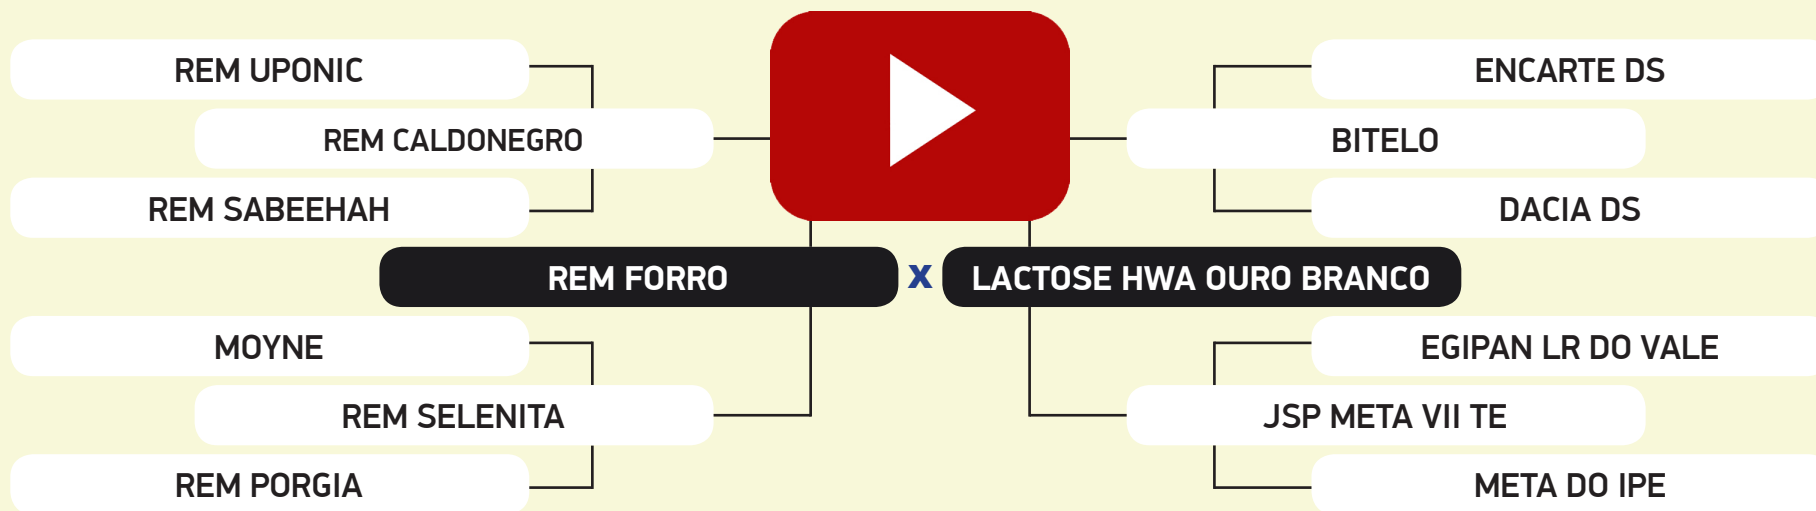 REM UPONIC
REM CALDONEGRO
REM SABEEHAH
REM FORRO
MOYNE
REM SELENITA
REM PORGIA
X
ENCARTE DS
BITELO
DACIA DS
LACTOSE HWA OURO BRANCO
EGIPAN LR DO VALE
JSP META VII TE
META DO IPE